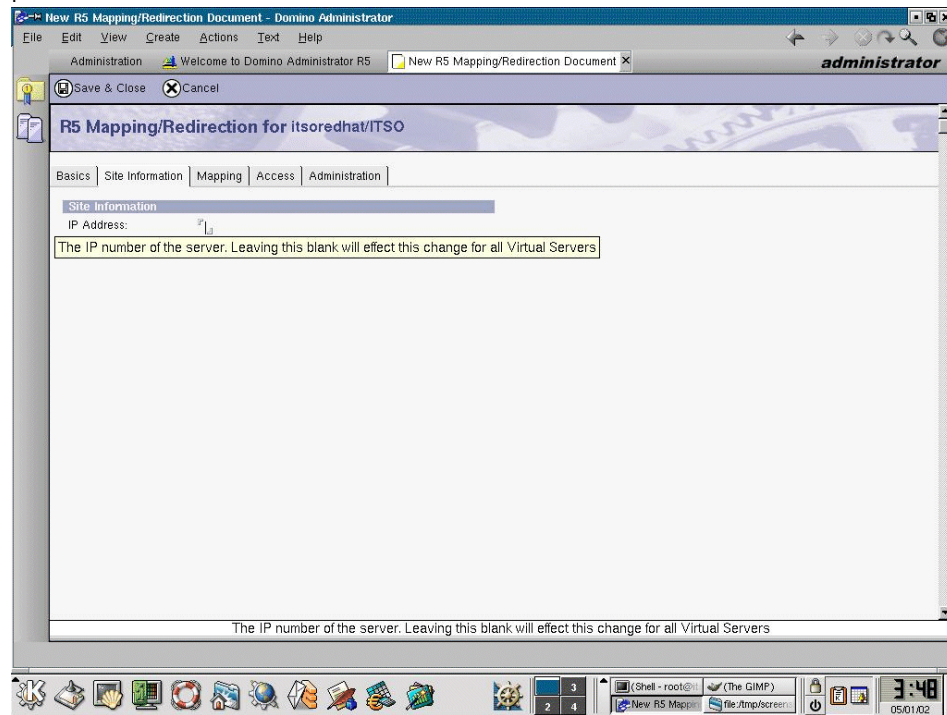 New R5 Mapping/Redirection Document - Domino Administrator
File Edit View Create Actions Text Help
Administration Welcome to Domino Administrator R5 New R5 Mapping/Redirection Document administrator
Save & Close Cancel
R5 Mapping/Redirection for itsoredhat/ITSO
Basics Site Information Mapping Access Administration
Site Information
IP Address:
The IP number of the server. Leaving this blank will effect this change for all Virtual Servers
The IP number of the server. Leaving this blank will effect this change for all Virtual Servers
3 (Shell - root@ (The GIMP) 3:48
2 4 New R5 Mappin file:/tmp/screen 05/01/02